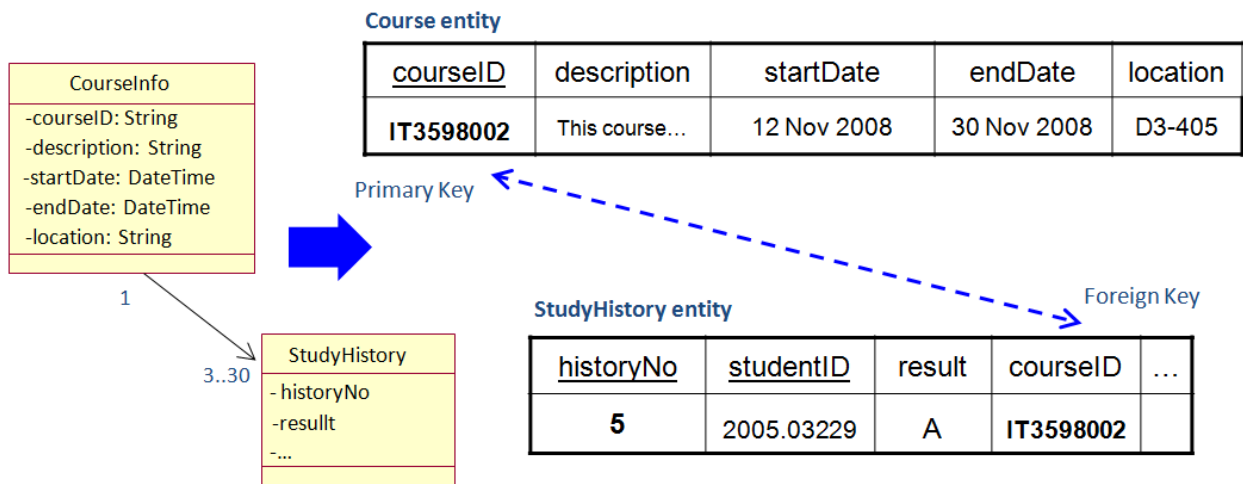 Course entity
courseID description startDate endDate location
IT3598002 This course... 12 Nov 2008 30 Nov 2008 D3-405
Primary Key
CourseInfo
-courseID: String
-description: String
-startDate: DateTime
-endDate: DateTime
-location: String
1
3..30
StudyHistory
- historyNo
-resullt
-...
Foreign Key
StudyHistory entity
historyNo studentID result courseID ...
5 2005.03229 A IT3598002